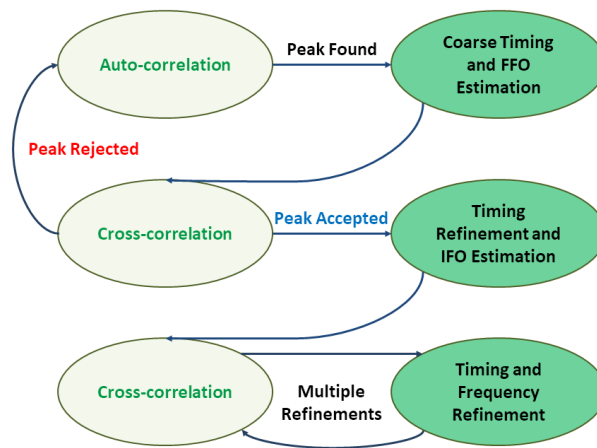 Auto-correlation
Peak Found
Coarse Timing
and FFO
Estimation
Peak Rejected
Cross-correlation
Peak Accepted
Timing
Refinement and
IFO Estimation
Cross-correlation
Multiple
Refinements
Timing and
Frequency
Refinement